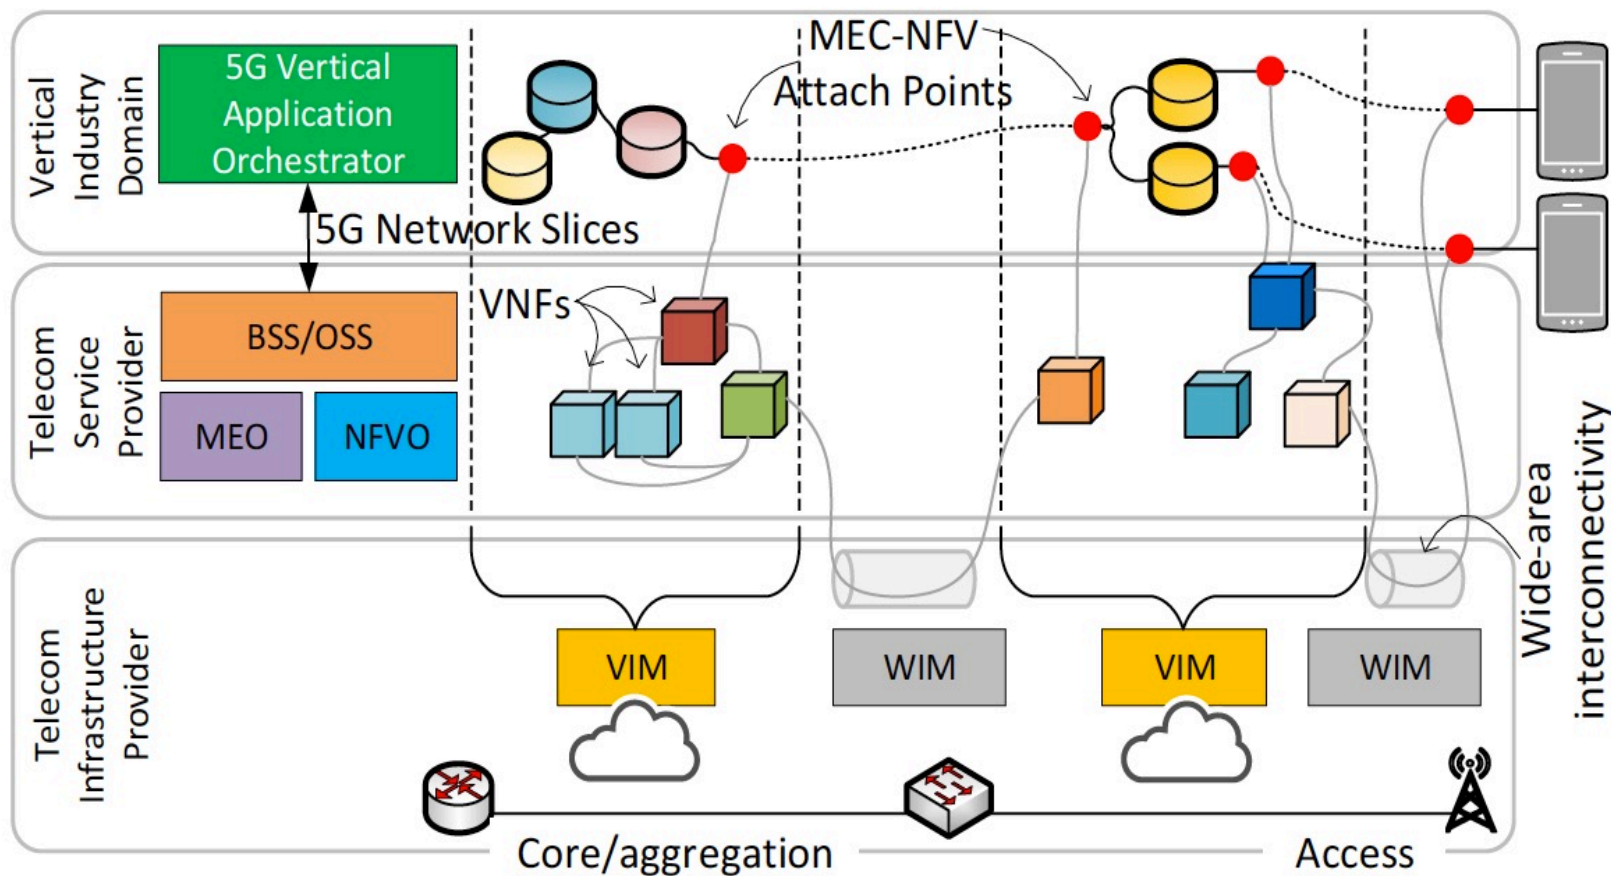 Vertical
Industry
Domain
5G Vertical
Application
Orchestrator
MEC-NFV
Attach Points
5G Network Slices
Telecom
Service
Provider
BSS/OSS
MEO
NFVO
VNFs
Wide-area
interconnectivity
Telecom
Infrastructure
Provider
VIM
WIM
VIM
WIM
Core/aggregation
Access